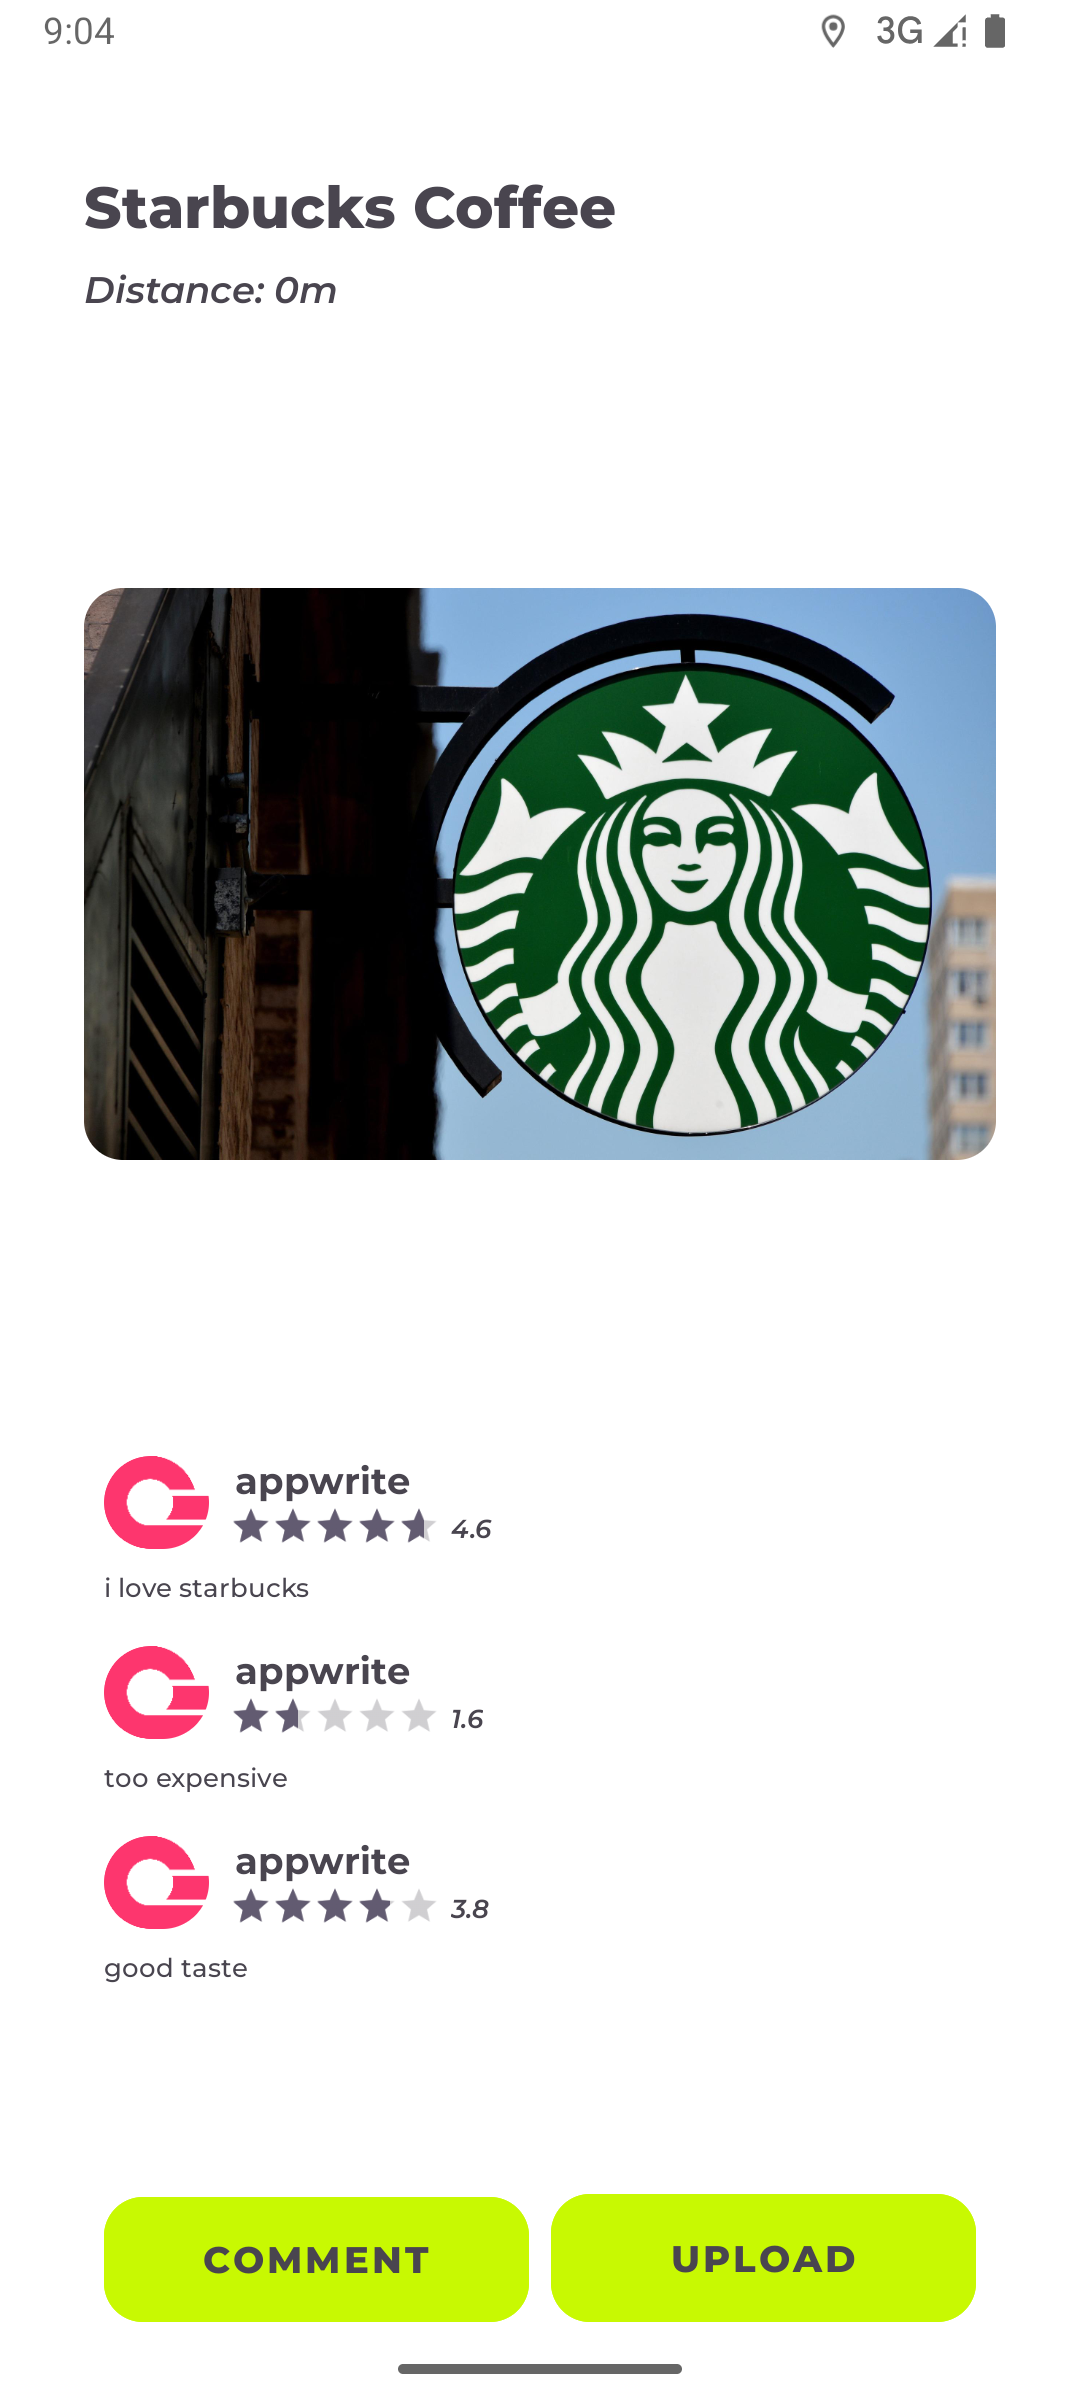 9:04
3G
Starbucks Coffee
Distance: 0m
appwrite
4.6
i love starbucks
appwrite
1.6
too expensive
appwrite
3.8
good taste
COMMENT
UPLOAD